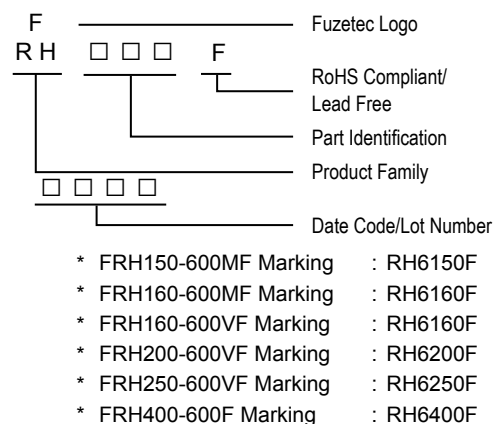 F Fuzetec Logo
R H □ □ □ F
RoHS Compliant/
Lead Free
Part Identification
Product Family
□ □ □ □
Date Code/Lot Number
* FRH150-600MF Marking : RH6150F
* FRH160-600MF Marking : RH6160F
* FRH160-600VF Marking : RH6160F
* FRH200-600VF Marking : RH6200F
* FRH250-600VF Marking : RH6250F
* FRH400-600F Marking : RH6400F